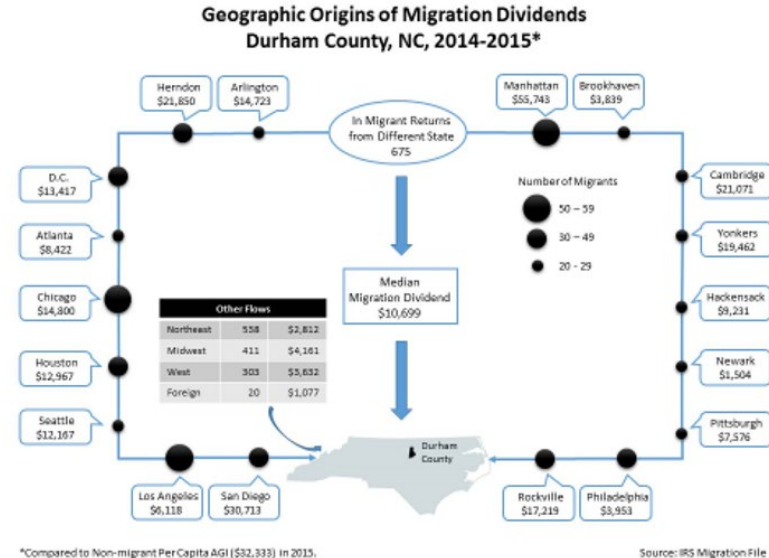 Geographic Origins of Migration Dividends
Durham County, NC, 2014-2015*
Herndon
$21,850
Arlington
$14,723
In Migrant Returns
from Different State
675
Manhattan
$55,743
Brookhaven
$3,839
D.C.
$13,417
Atlanta
$8,422
Chicago
$14,800
Houston
$12,967
Seattle
$12,167
Los Angeles
$6,118
San Diego
$30,713
Number of Migrants
50 – 59
30 – 49
20 - 29
Median
Migration Dividend
$10,699
Other Flows
Northeast 538 $2,812
Midwest 411 $4,161
West 303 $3,632
Foreign 20 $1,077
Durham
County
Cambridge
$21,071
Yonkers
$19,462
Hackensack
$9,231
Newark
$1,504
Pittsburgh
$7,576
Rockville
$17,219
Philadelphia
$3,953
*Compared to Non-migrant Per Capita AGI ($32,333) in 2015.
Source: IRS Migration File